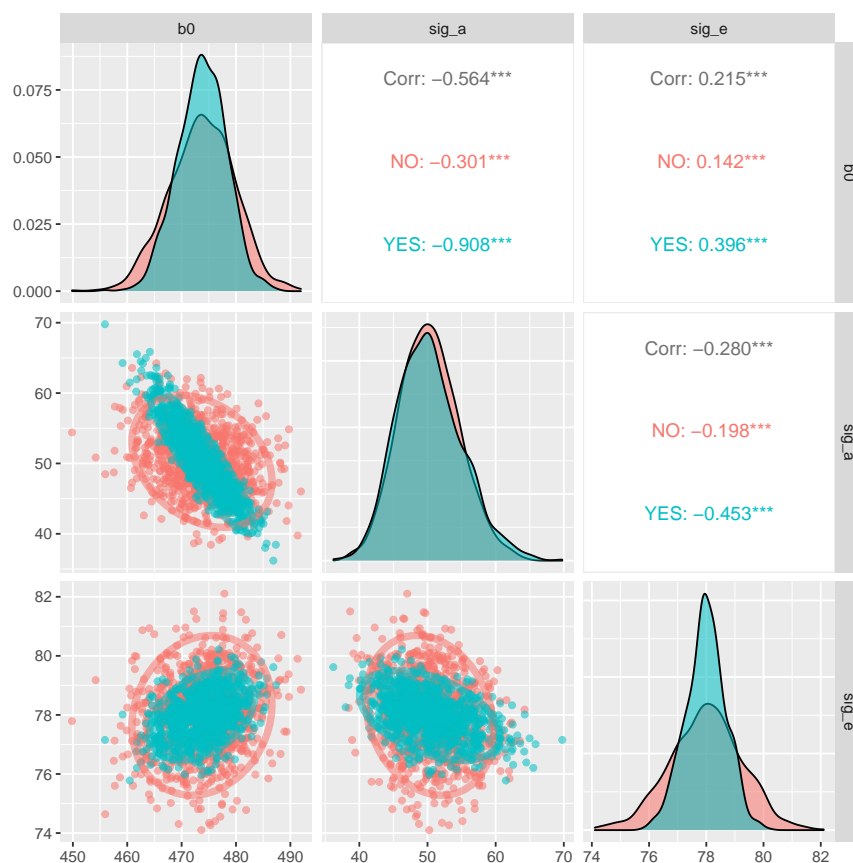 b0 sig_a sig_e
0.075
0.050
0.025
0.000
Corr: −0.564***
NO: −0.301***
YES: −0.908***
Corr: 0.215***
NO: 0.142***
YES: 0.396***
b0
70
60
50
40
Corr: −0.280***
NO: −0.198***
YES: −0.453***
sig_a
82
80
78
76
74
sig_e
450 460 470 480 490
40 50 60 70
74 76 78 80 82